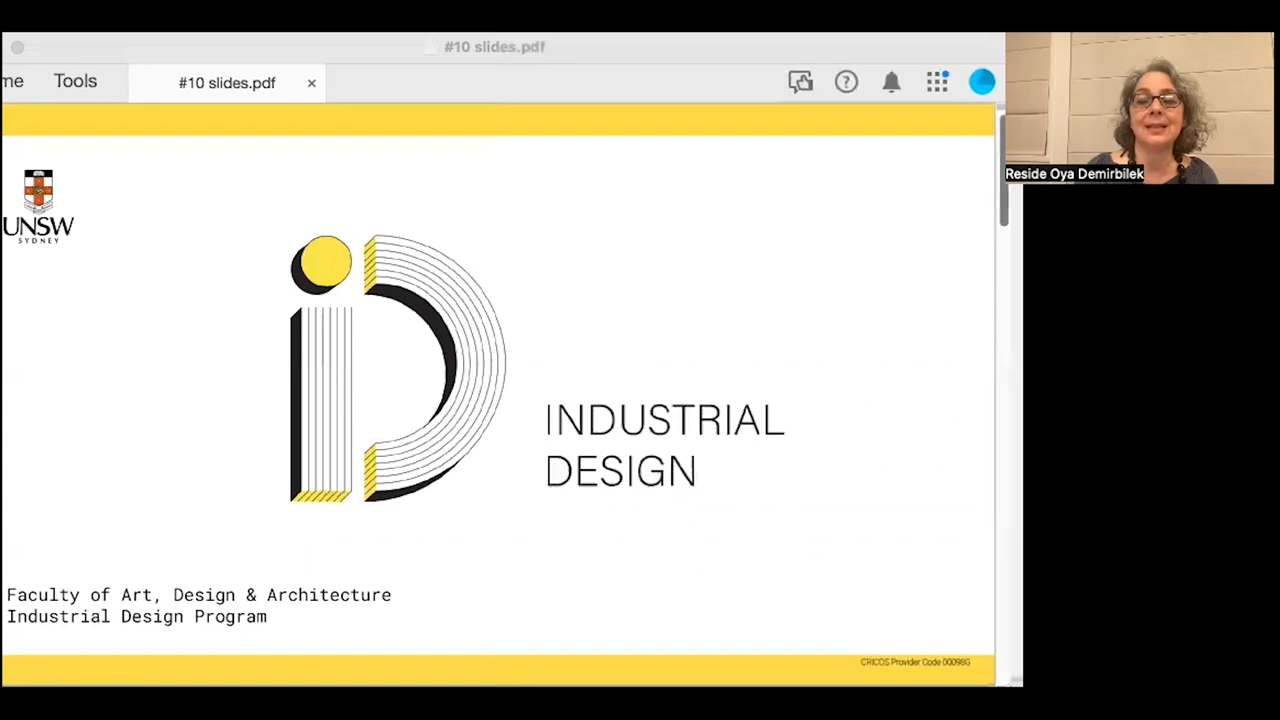 #10 slides.pdf
me Tools #10 slides.pdf ×
Reside Oya Demirbilek
UNSW
SYDNEY
iD
INDUSTRIAL
DESIGN
Faculty of Art, Design & Architecture
Industrial Design Program
CRICOS Provider Code 00098G